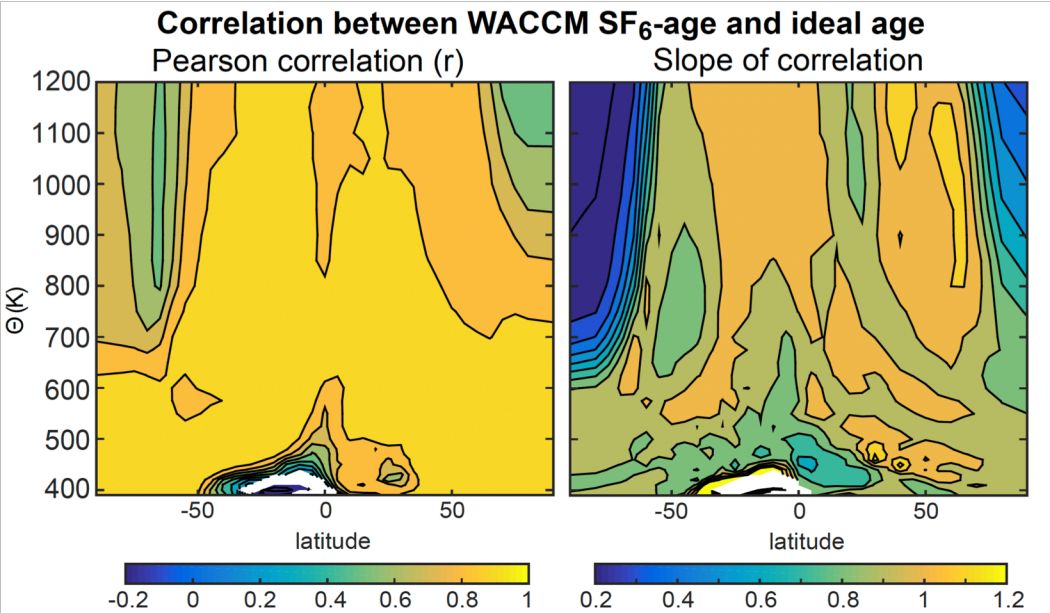 Correlation between WACCM SF6-age and ideal age
Pearson correlation (r)
Slope of correlation
1200
1100
1000
900
800
700
600
500
400
Θ(K)
-50 0 50
-50 0 50
latitude
latitude
-0.2 0 0.2 0.4 0.6 0.8 1
0.2 0.4 0.6 0.8 1 1.2